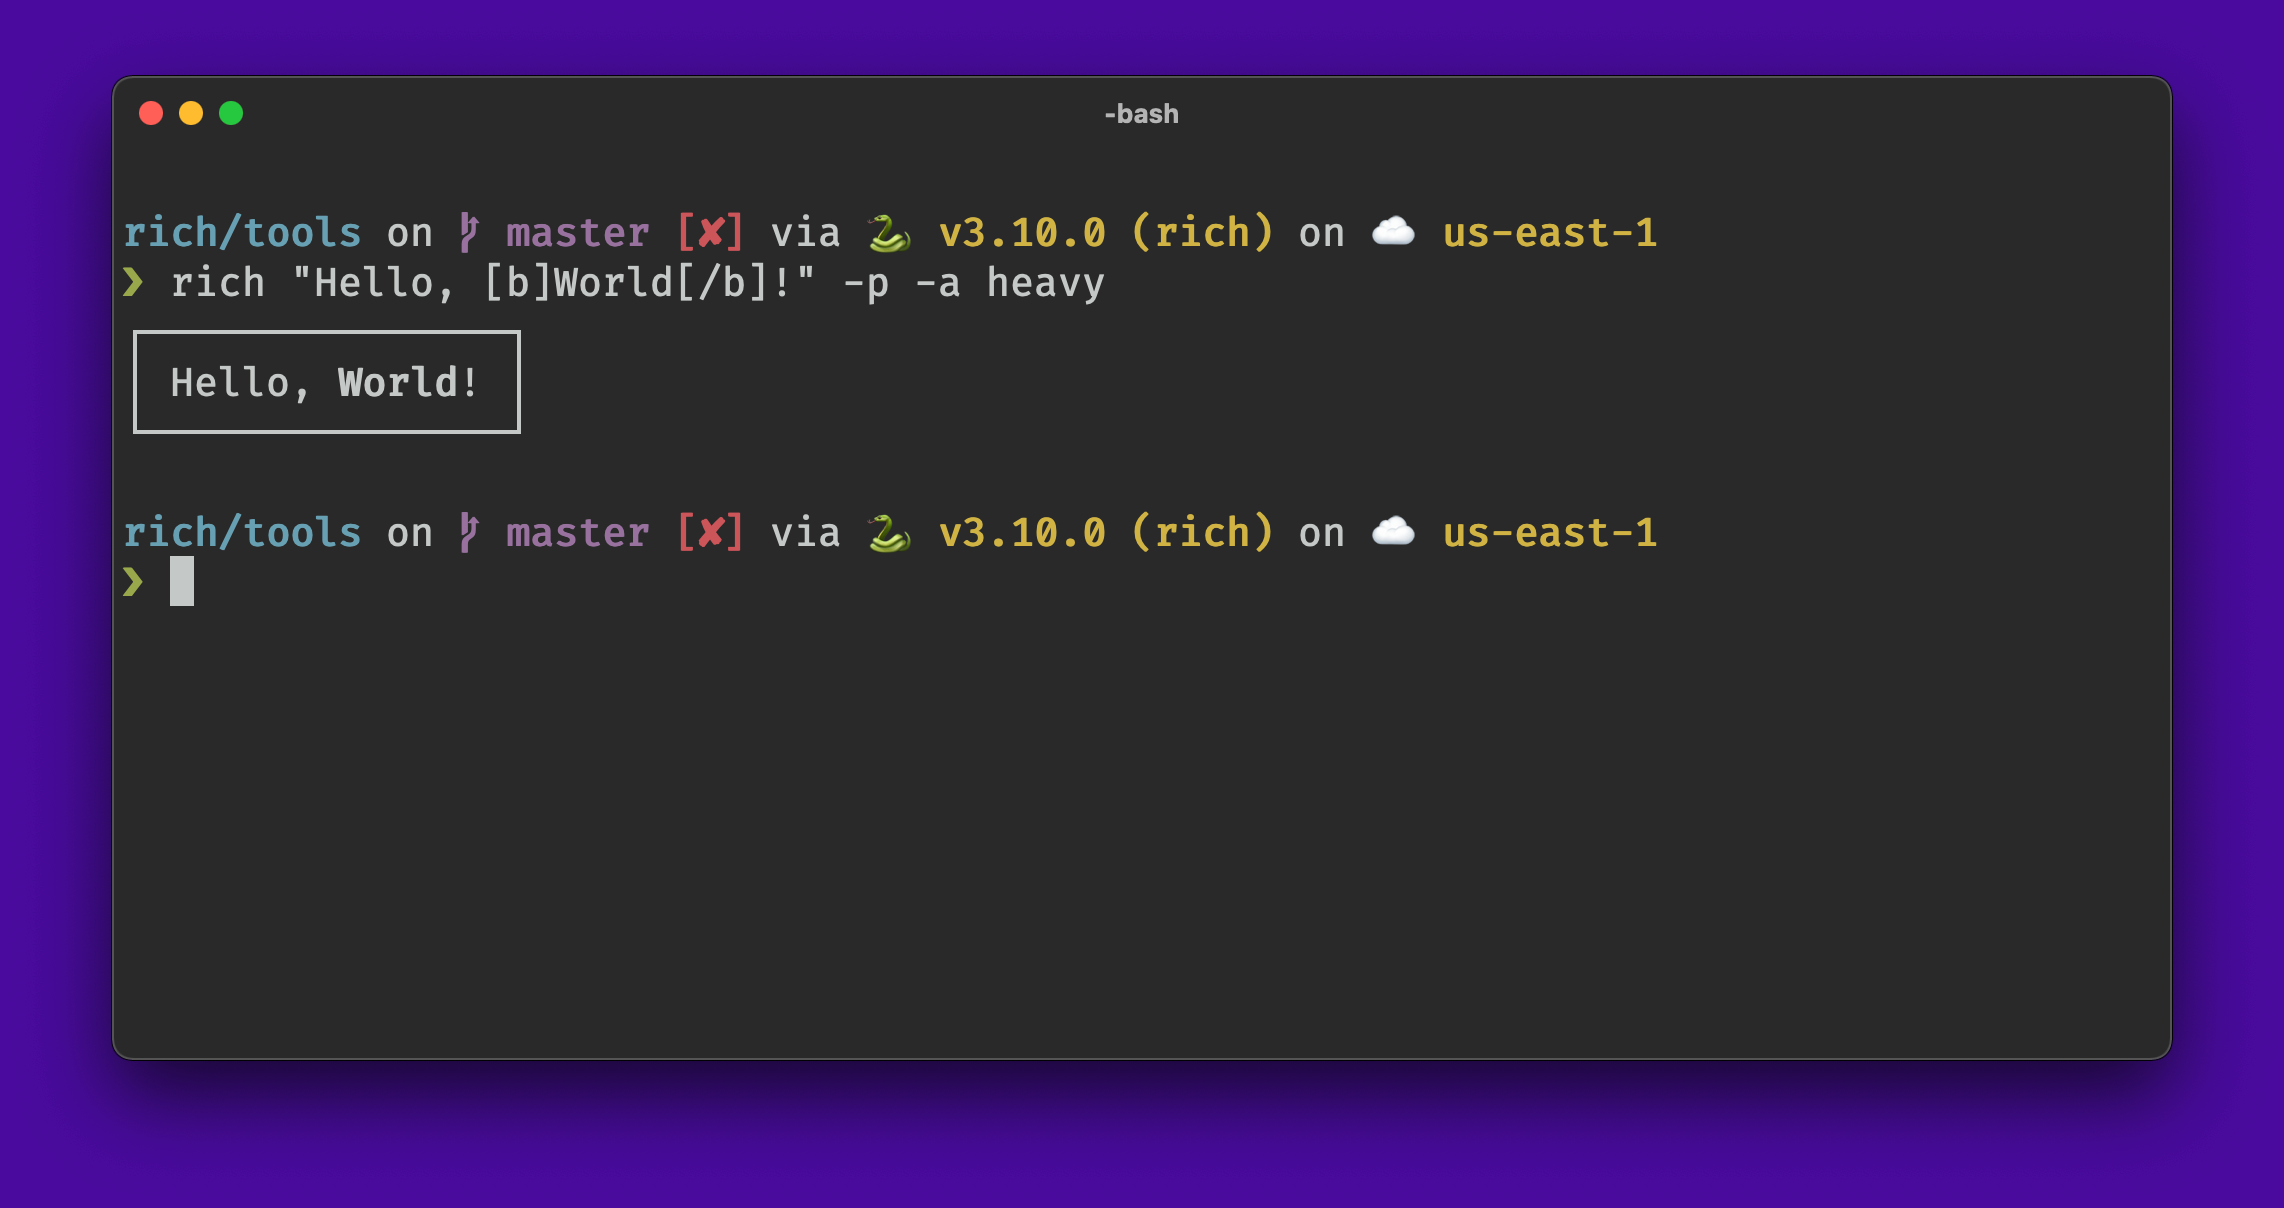 -bash
rich/tools on master [✘] via 🐍 v3.10.0 (rich) on ☁️ us-east-1
❯ rich "Hello, [b]World[/b]!" -p -a heavy
Hello, World!
rich/tools on master [✘] via 🐍 v3.10.0 (rich) on ☁️ us-east-1
❯